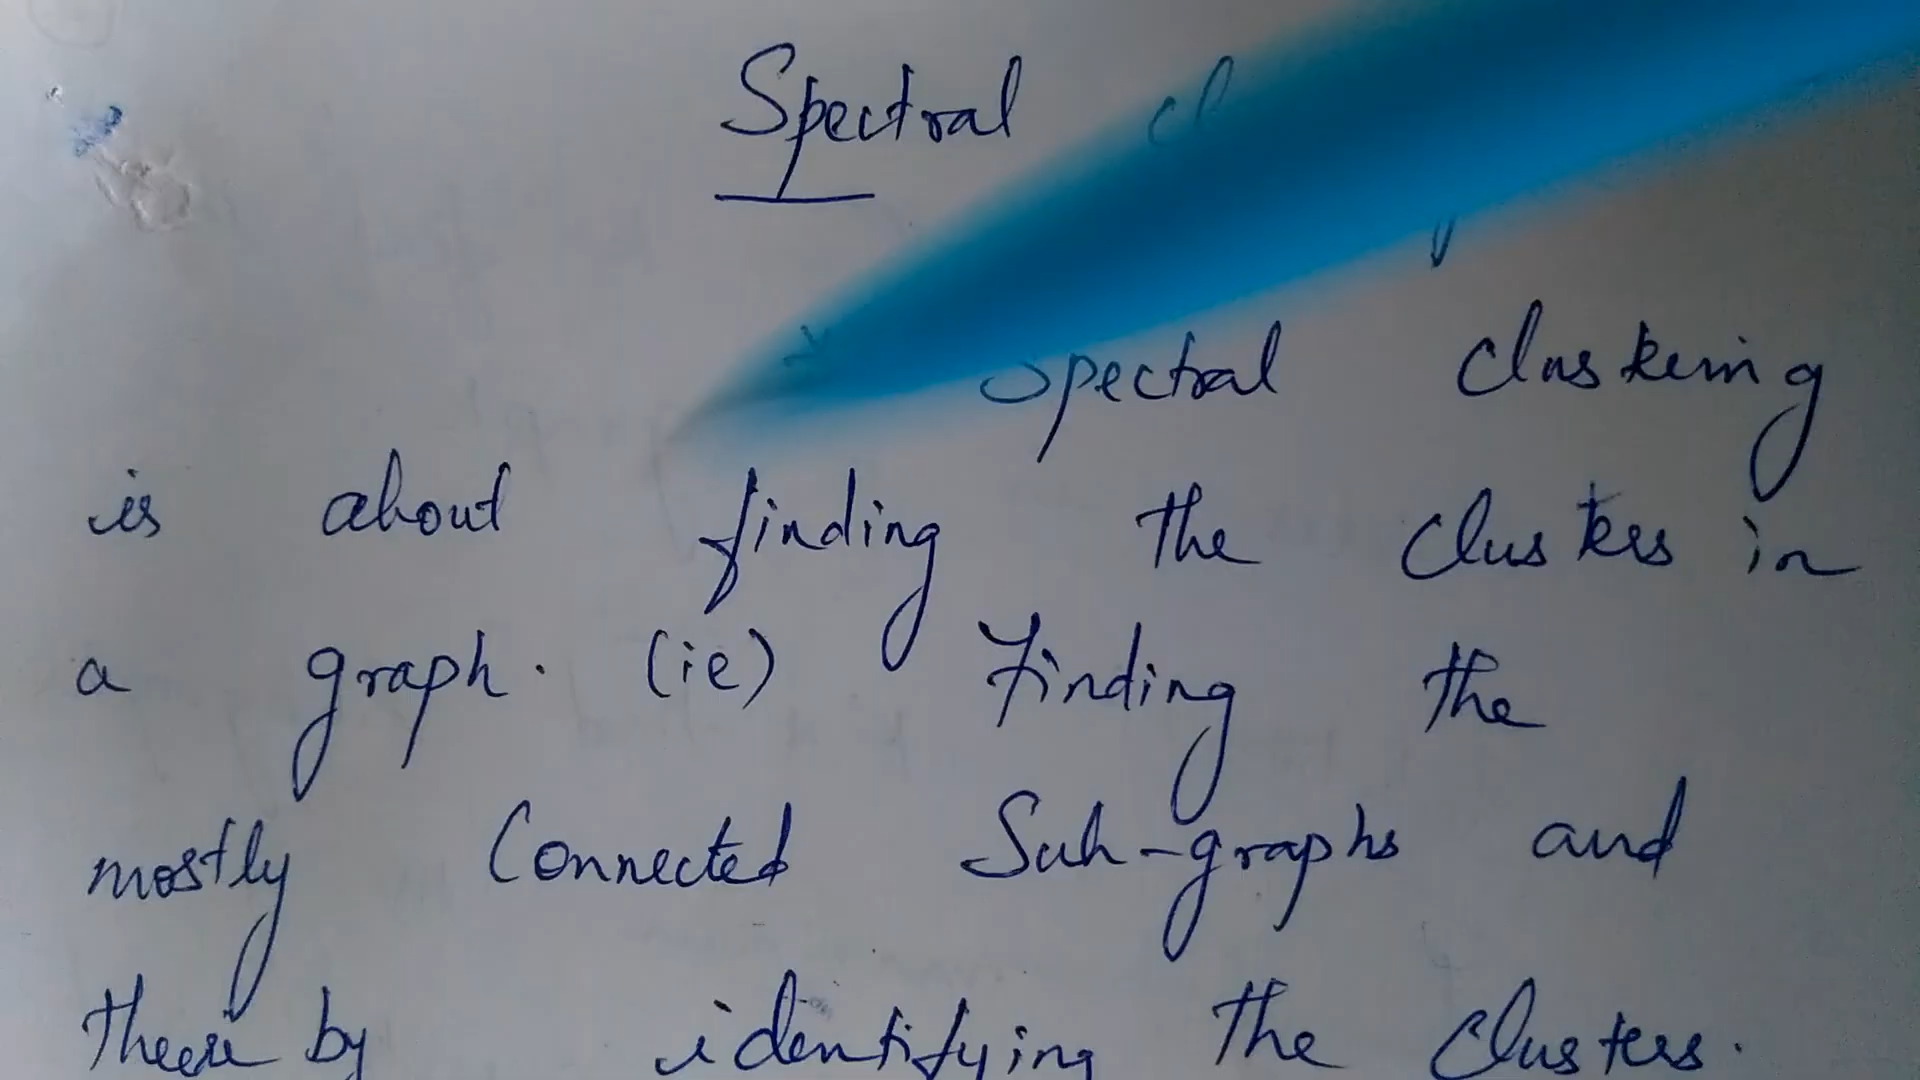 Spectral cl
* Spectral Clustering
is about finding the clusters in
a graph. (ie) Finding the
mostly Connected Sub-graphs and
there by identifying the clusters.